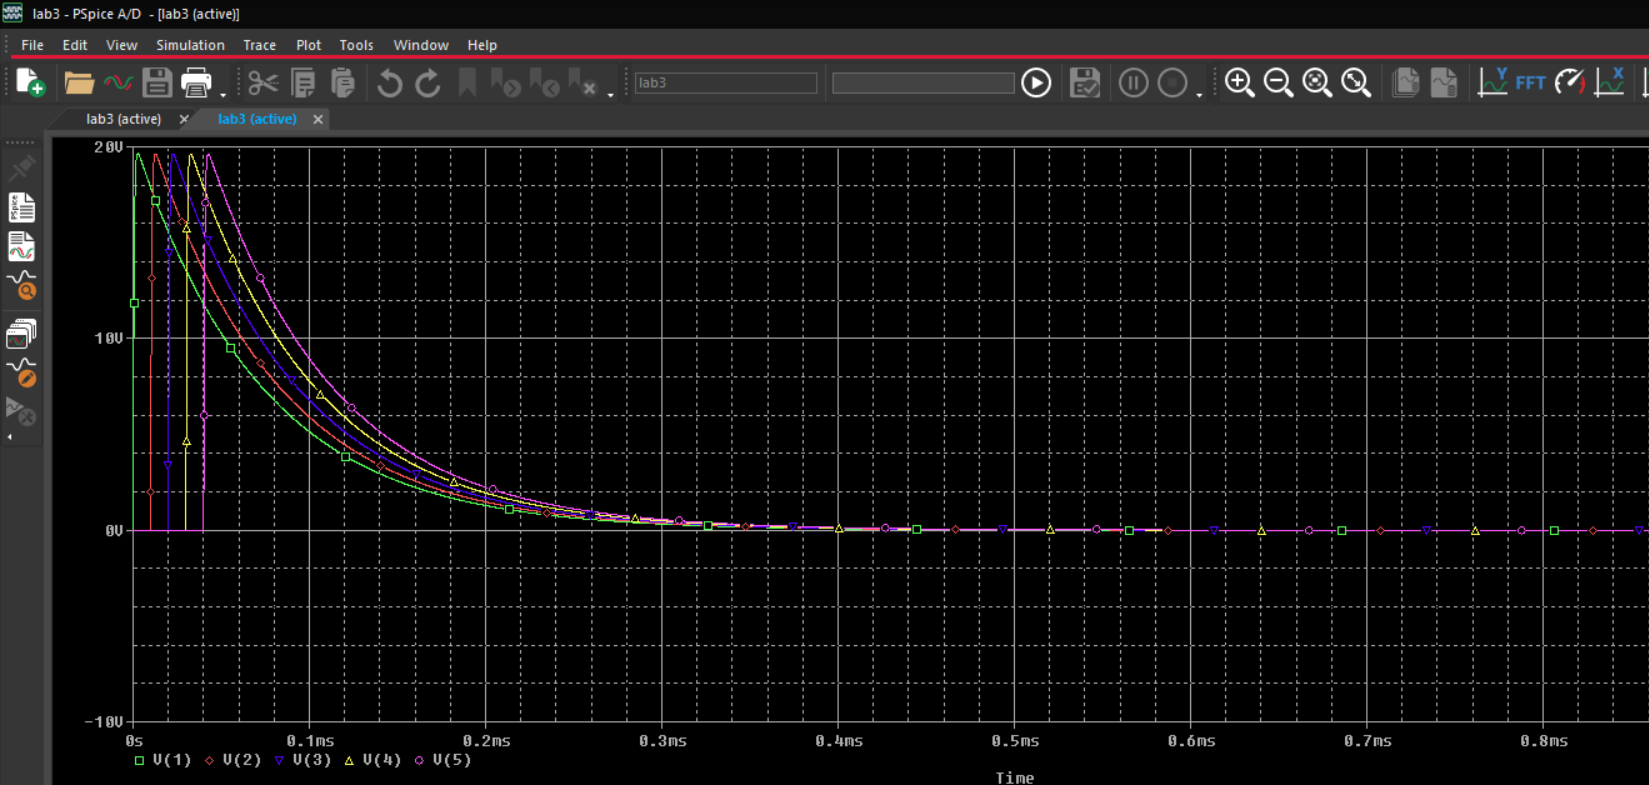 lab3 - PSpice A/D - [lab3 (active)]
File Edit View Simulation Trace Plot Tools Window Help
lab3
Y FFT X
lab3 (active) × lab3 (active) ×
PSpice
20V
10V
0V
-10V
0s 0.1ms 0.2ms 0.3ms 0.4ms 0.5ms 0.6ms 0.7ms 0.8ms
V(1) V(2) V(3) V(4) V(5)
Time